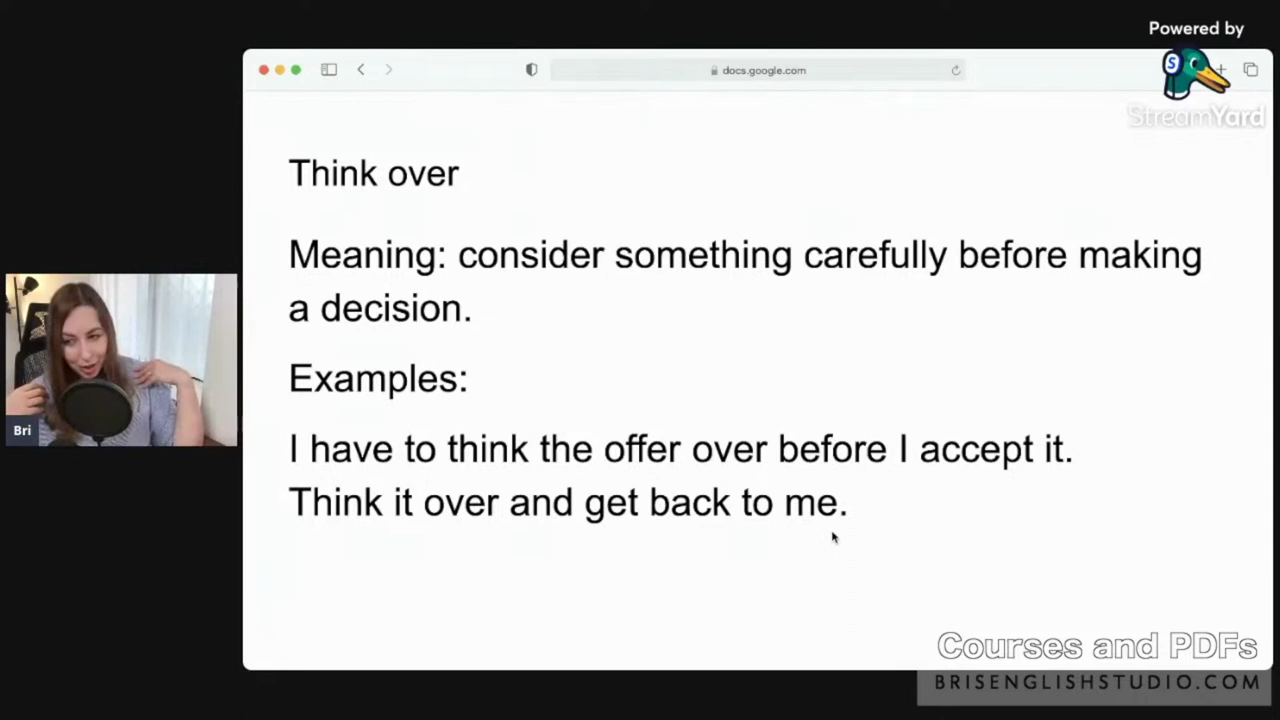 Powered by
StreamYard
docs.google.com
Think over
Meaning: consider something carefully before making
a decision.
Examples:
I have to think the offer over before I accept it.
Think it over and get back to me.
Bri
Courses and PDFs
BRISENGLISHSTUDIO.COM